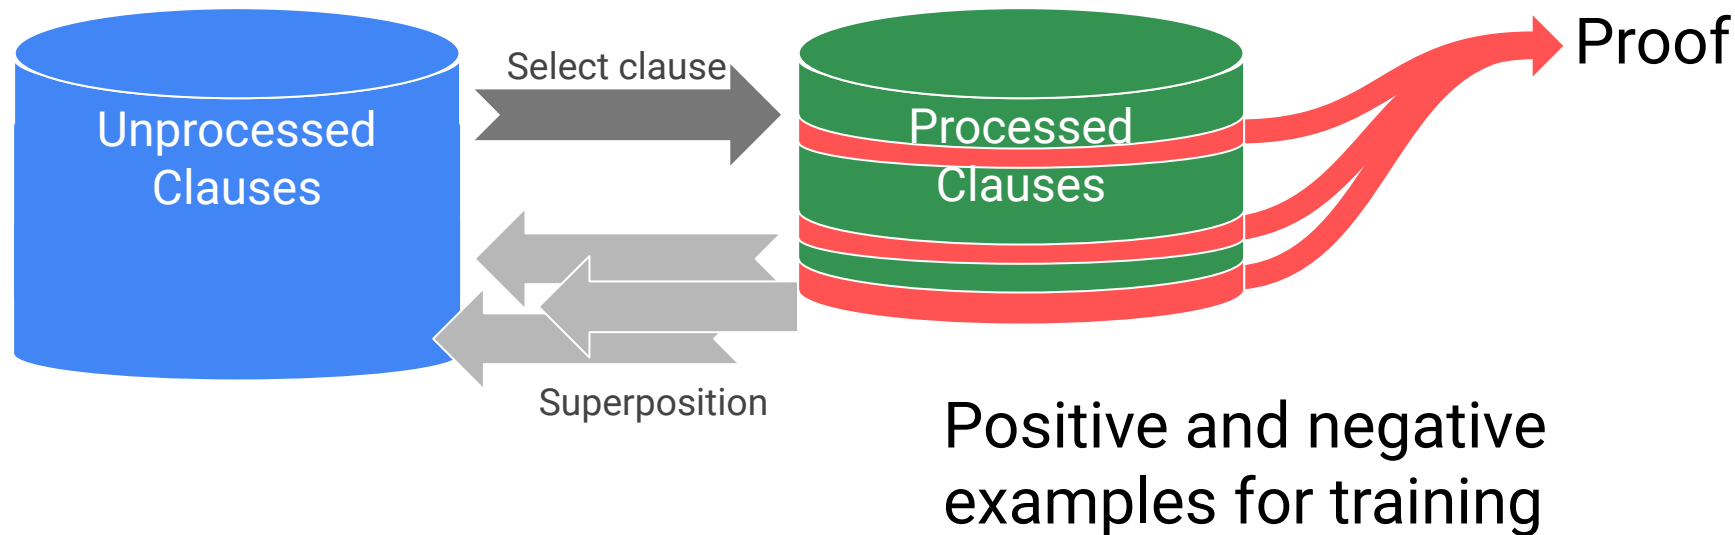 Unprocessed
Clauses
Select clause
Processed
Clauses
Proof
Superposition
Positive and negative
examples for training